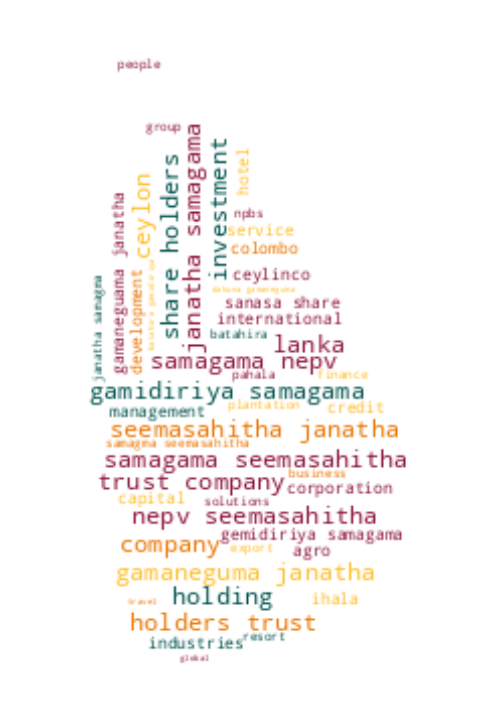 people
group
janatha samagama
share holders
investment
hotel
ceylon
janatha
npbs
service
colombo
gamaneguma
development
janatha samagma
ceylinco
sanasa share
international
batahira
lanka
samagama nepv
pahala
finance
gamidiriya samagama
management
plantation
credit
seemasahitha janatha
samagma seemasahitha
samagama seemasahitha
business
trust company
corporation
capital
solutions
nepv seemasahitha
gemidiriya samagama
company
export
agro
gamaneguma janatha
travel
holding
ihala
holders trust
industries
resort
global